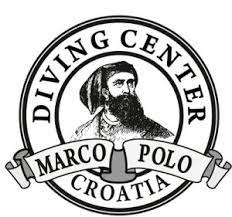 DIVING CENTER
MARCO POLO
CROATIA